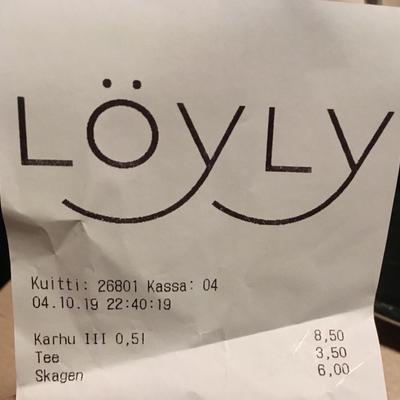 LÖyLy
Kuitti: 26801 Kassa: 04
04.10.19 22:40:19
Karhu III 0,5l 8,50
Tee 3,50
Skagen 6,00